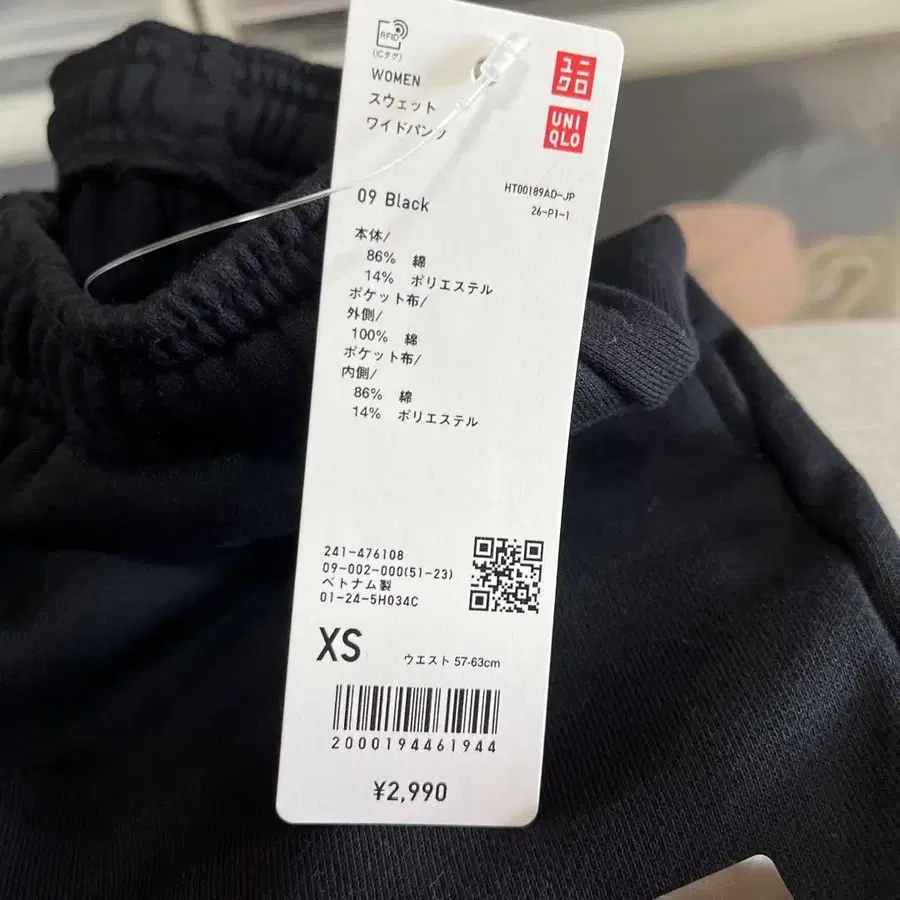 RFID
(ICタグ)
WOMEN
スウェット
ワイドパンツ
ユニ
クロ
UNI
QLO
HT00189AD-JP
26-P1-1
09 Black
本体/
86% 綿
14% ポリエステル
ポケット布/
外側/
100% 綿
ポケット布/
内側/
86% 綿
14% ポリエステル
241-476108
09-002-000(51-23)
ベトナム製
01-24-5H034C
XS ウエスト 57-63cm
2000194461944
¥2,990